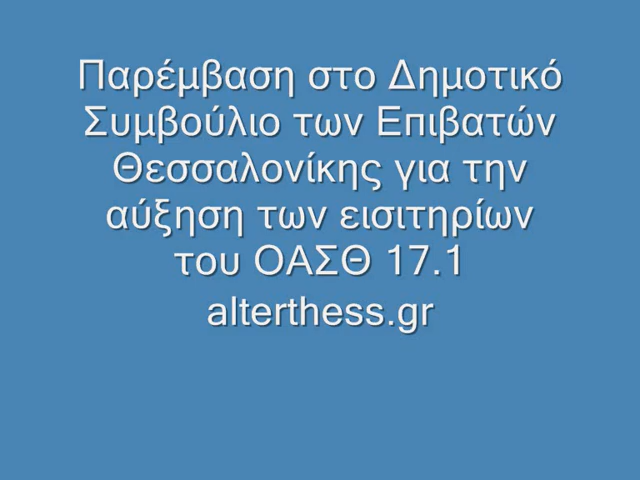 Παρέμβαση στο Δημοτικό
Συμβούλιο των Επιβατών
Θεσσαλονίκης για την
αύξηση των εισιτηρίων
του ΟΑΣΘ 17.1
alterthess.gr